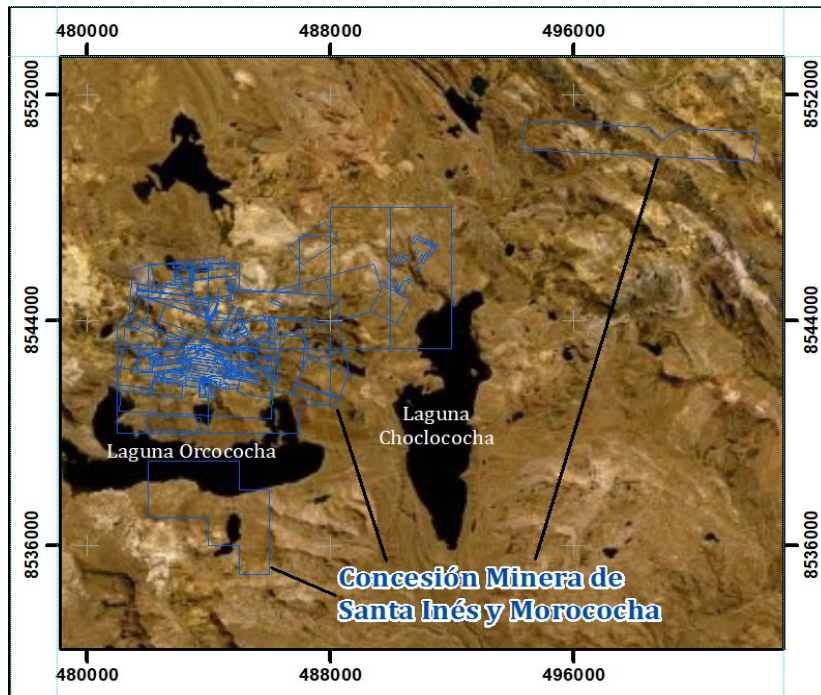 480000 488000 496000
8552000 8552000
8544000 8544000
Laguna
Choclococha
Laguna Orcococha
8536000 8536000
Concesión Minera de
Santa Inés y Morococha
480000 488000 496000